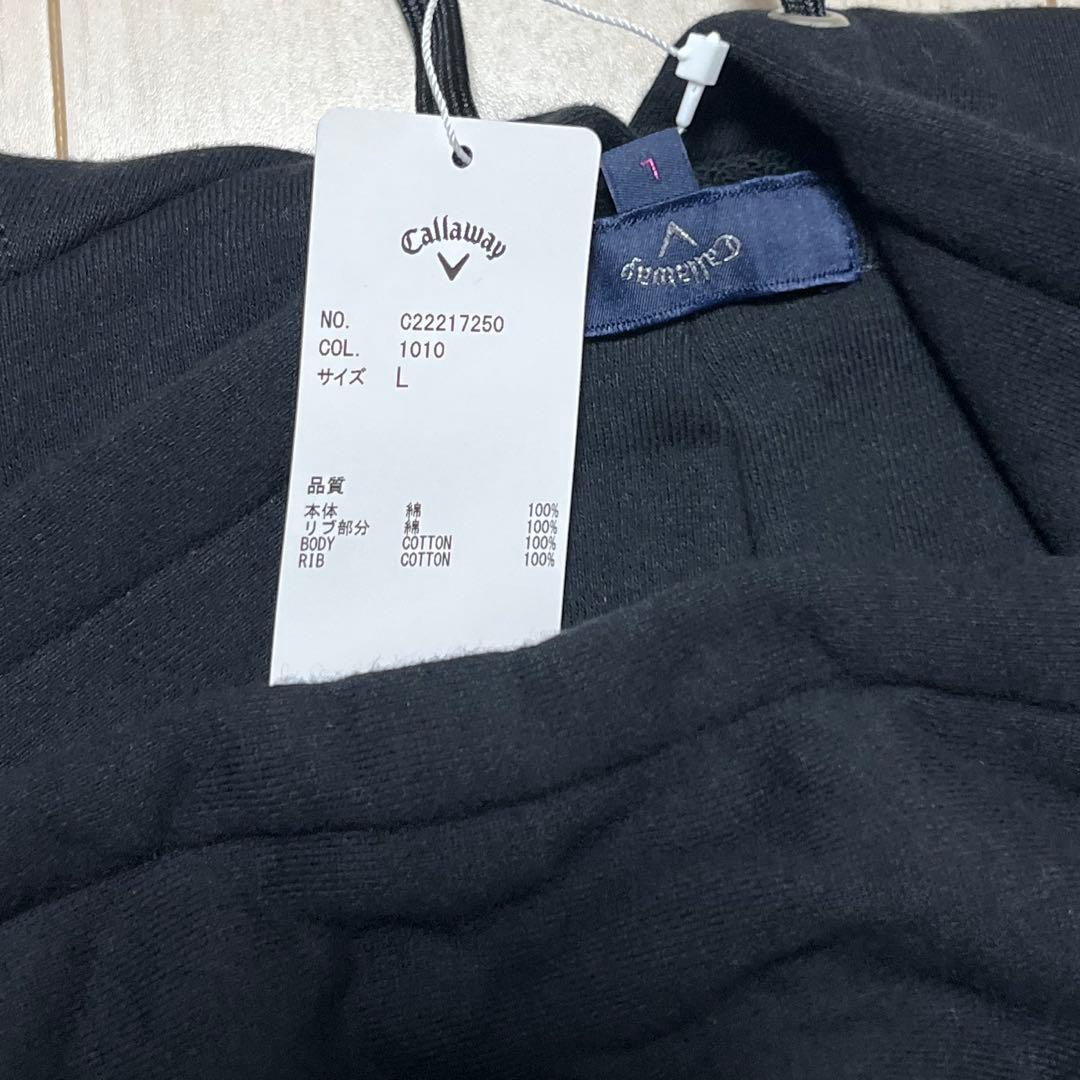 Callaway
NO. C22217250
COL. 1010
サイズ L
品質
本体 綿 100%
リブ部分 綿 100%
BODY COTTON 100%
RIB COTTON 100%
L
Callaway